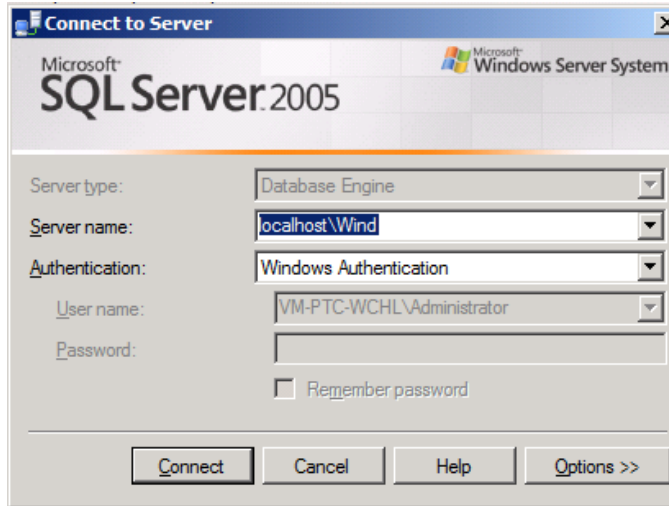 Connect to Server
Microsoft
SQL Server 2005
Microsoft
Windows Server System
Server type:
Database Engine
Server name:
localhost\Wind
Authentication:
Windows Authentication
User name:
VM-PTC-WCHL\Administrator
Password:
Remember password
Connect
Cancel
Help
Options >>